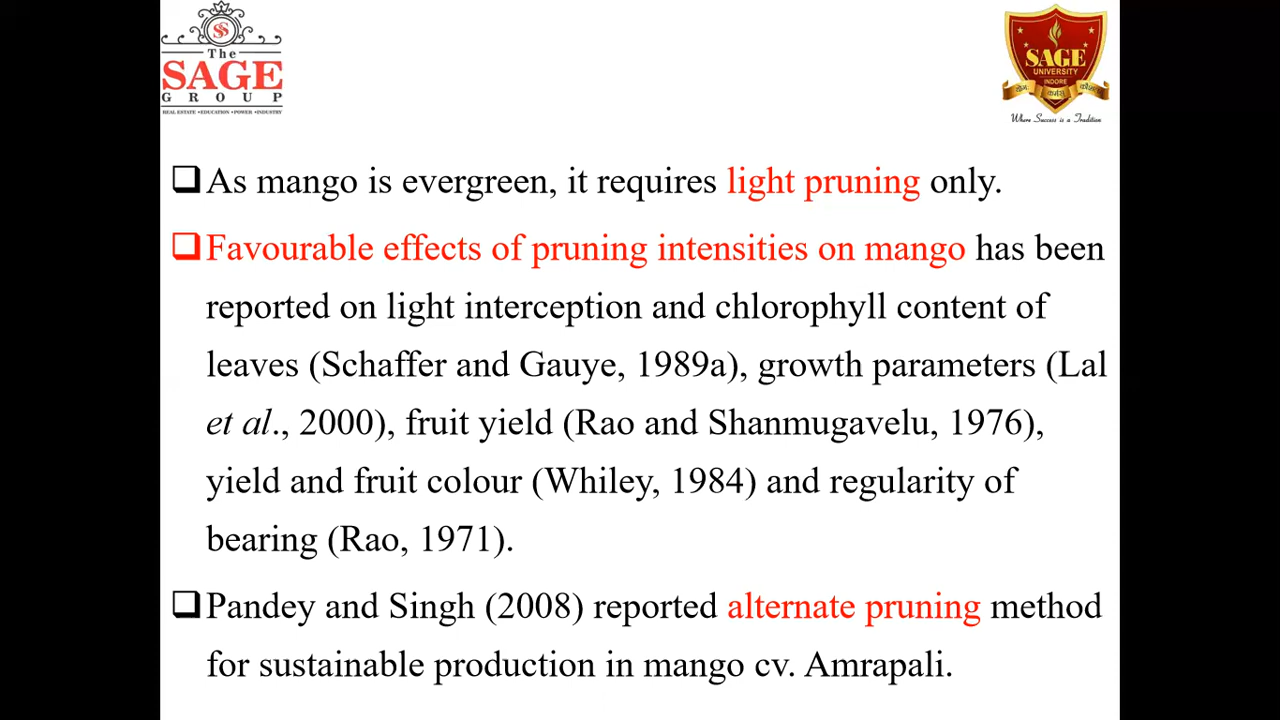 SS
The
SAGE
GROUP
REAL ESTATE •EDUCATION •POWER •INDUSTRY
SAGE
UNIVERSITY
INDORE
Where Success is a Tradition
As mango is evergreen, it requires light pruning only.
Favourable effects of pruning intensities on mango has been
reported on light interception and chlorophyll content of
leaves (Schaffer and Gauye, 1989a), growth parameters (Lal
et al., 2000), fruit yield (Rao and Shanmugavelu, 1976),
yield and fruit colour (Whiley, 1984) and regularity of
bearing (Rao, 1971).
Pandey and Singh (2008) reported alternate pruning method
for sustainable production in mango cv. Amrapali.